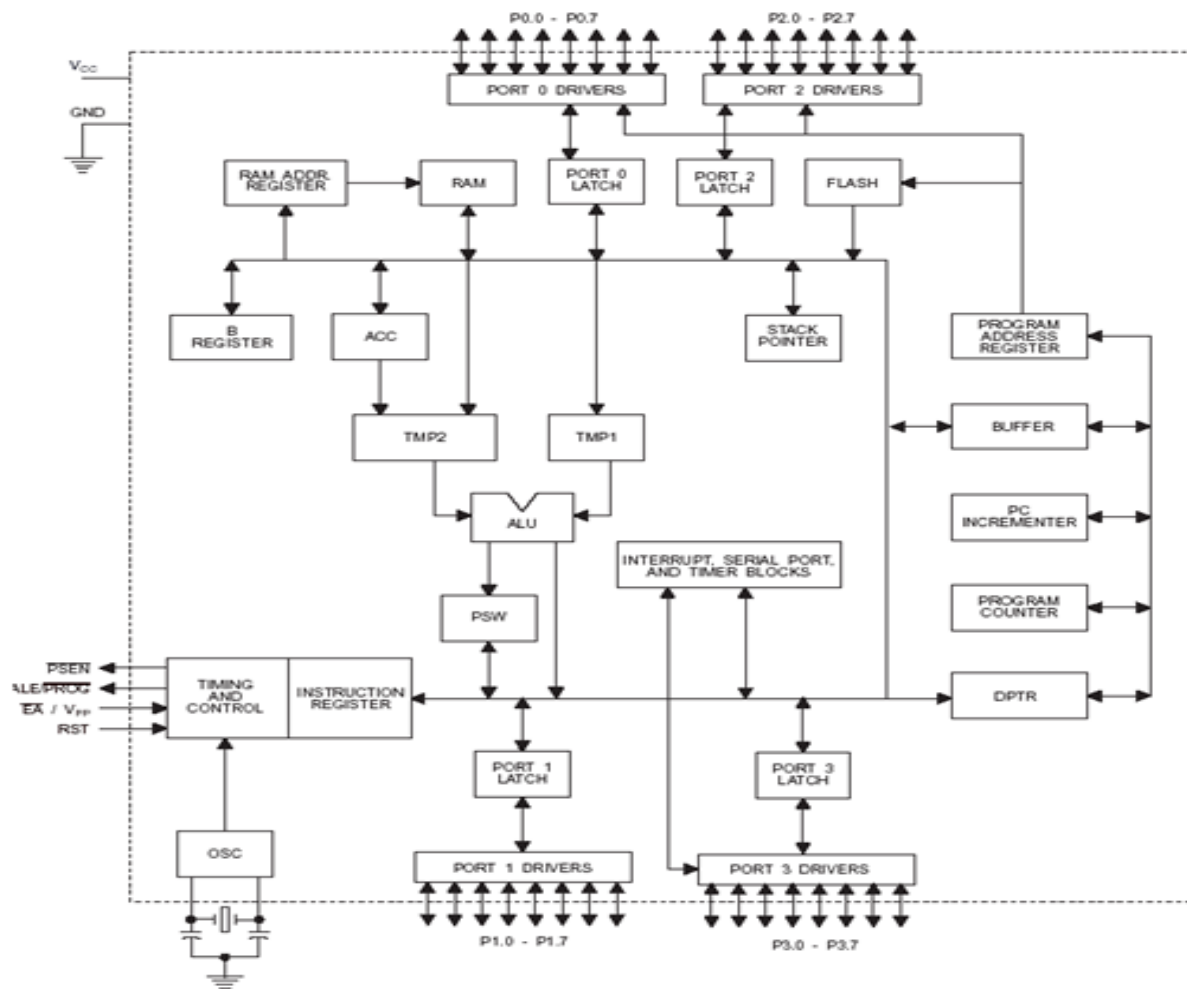 P0.0 - P0.7
P2.0 - P2.7
VCC
PORT 0 DRIVERS
PORT 2 DRIVERS
GND
RAM ADDR.
REGISTER
RAM
PORT 0
LATCH
PORT 2
LATCH
FLASH
B
REGISTER
ACC
STACK
POINTER
PROGRAM
ADDRESS
REGISTER
TMP2
TMP1
BUFFER
ALU
PC
INCREMENTER
INTERRUPT, SERIAL PORT,
AND TIMER BLOCKS
PSW
PROGRAM
COUNTER
PSEN
ALE/PROG
EA / VPP
RST
TIMING
AND
CONTROL
INSTRUCTION
REGISTER
DPTR
PORT 1
LATCH
PORT 3
LATCH
OSC
PORT 1 DRIVERS
PORT 3 DRIVERS
P1.0 - P1.7
P3.0 - P3.7